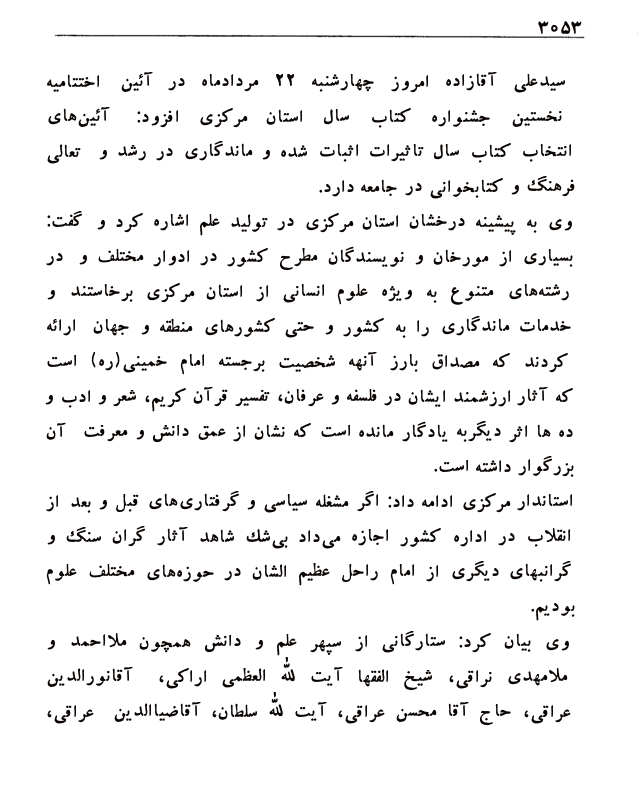 ۳۰۵۳
سیدعلی آقازاده امروز چهارشنبه ۲۲ مردادماه در آئین اختتامیه
نخستین جشنواره کتاب سال استان مرکزی افزود: آئین‌های
انتخاب کتاب سال تاثیرات اثبات شده و ماندگاری در رشد و تعالی
فرهنگ و کتابخوانی در جامعه دارد.
وی به پیشینه درخشان استان مرکزی در تولید علم اشاره کرد و گفت:
بسیاری از مورخان و نویسندگان مطرح کشور در ادوار مختلف و در
رشته‌های متنوع به ویژه علوم انسانی از استان مرکزی برخاستند و
خدمات ماندگاری را به کشور و حتی کشورهای منطقه و جهان ارائه
کردند که مصداق بارز آنهه شخصیت برجسته امام خمینی(ره) است
که آثار ارزشمند ایشان در فلسفه و عرفان، تفسیر قرآن کریم، شعر و ادب و
ده ها اثر دیگربه یادگار مانده است که نشان از عمق دانش و معرفت آن
بزرگوار داشته است.
استاندار مرکزی ادامه داد: اگر مشغله سیاسی و گرفتاری‌های قبل و بعد از
انقلاب در اداره کشور اجازه می‌داد بی‌شك شاهد آثار گران سنگ و
گرانبهای دیگری از امام راحل عظیم الشان در حوزه‌های مختلف علوم
بودیم.
وی بیان کرد: ستارگانی از سپهر علم و دانش همچون ملااحمد و
ملامهدی نراقی، شیخ الفقها آیت لله العظمی اراکی، آقانورالدین
عراقی، حاج آقا محسن عراقی، آیت لله سلطان، آقاضیاالدین عراقی،